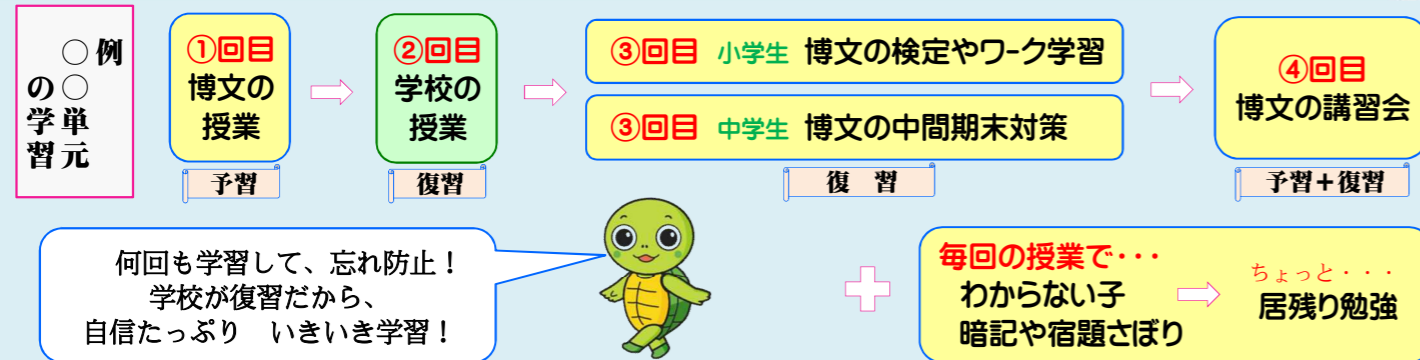 例
○○単元
の学習
①回目
博文の
授業
予習
②回目
学校の
授業
復習
③回目 小学生 博文の検定やワーク学習
③回目 中学生 博文の中間期末対策
復 習
④回目
博文の講習会
予習＋復習
何回も学習して、忘れ防止！
学校が復習だから、
自信たっぷり いきいき学習！
毎回の授業で・・・
わからない子
暗記や宿題さぼり
ちょっと・・・
居残り勉強